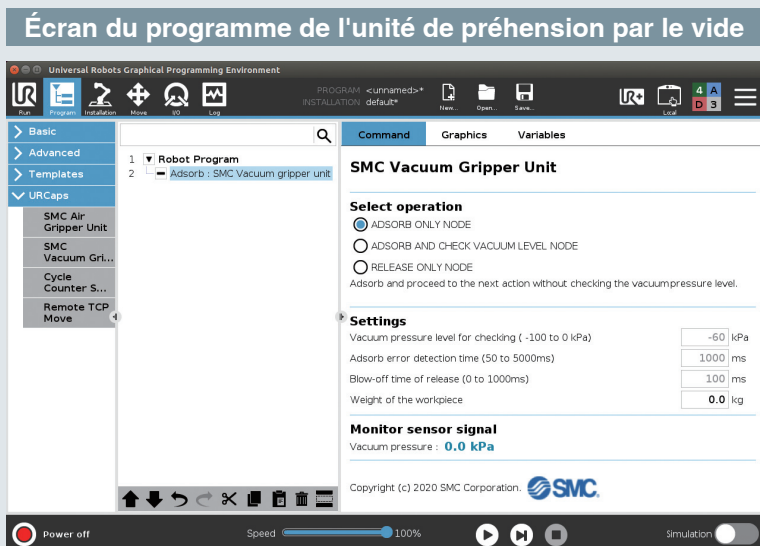 Écran du programme de l'unité de préhension par le vide
Universal Robots Graphical Programming Environment
UR
Run
Program
Installation
Move
I/O
Log
PROGRAM <unnamed>*
INSTALLATION default*
New...
Open...
Save...
UR+
Local
4 A
D 3
Basic
Advanced
Templates
URCaps
SMC Air
Gripper Unit
SMC
Vacuum Gri...
Cycle
Counter S...
Remote TCP
Move
1 Robot Program
2 Adsorb : SMC Vacuum gripper unit
Command Graphics Variables
SMC Vacuum Gripper Unit
Select operation
ADSORB ONLY NODE
ADSORB AND CHECK VACUUM LEVEL NODE
RELEASE ONLY NODE
Adsorb and proceed to the next action without checking the vacuumpressure level.
Settings
Vacuum pressure level for checking ( -100 to 0 kPa) -60 kPa
Adsorb error detection time (50 to 5000ms) 1000 ms
Blow-off time of release (0 to 1000ms) 100 ms
Weight of the workpiece 0.0 kg
Monitor sensor signal
Vacuum pressure : 0.0 kPa
Copyright (c) 2020 SMC Corporation. SMC.
Power off
Speed 100%
Simulation